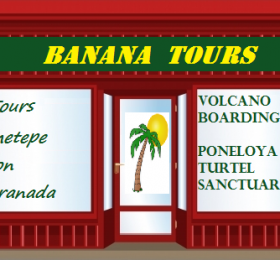 BANANA TOURS
Tours
metepe
on
ranada
VOLCANO
BOARDING
PONELOYA
TURTEL
SANCTUAR